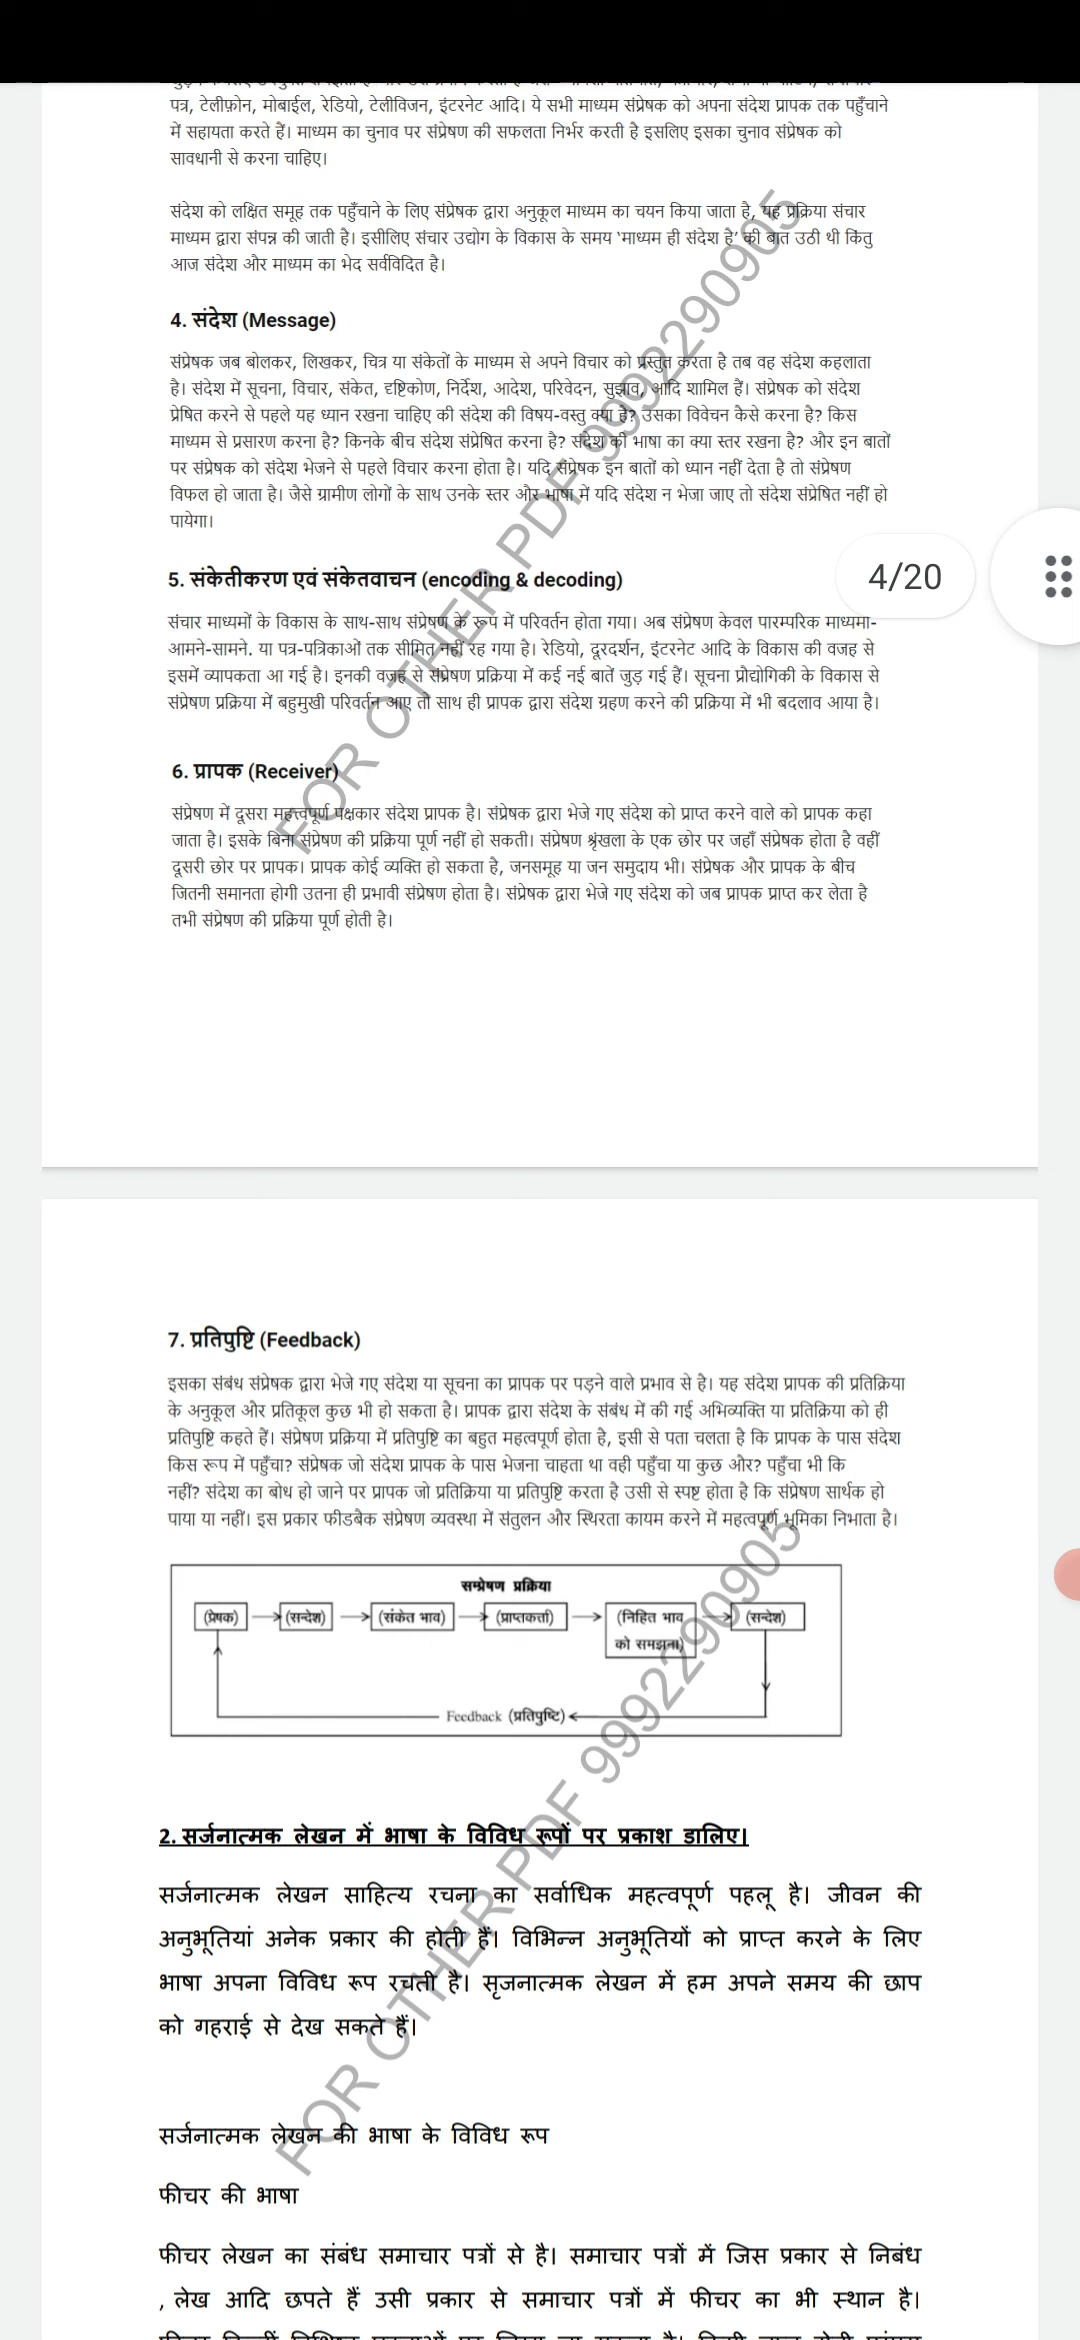 पत्र, टेलीफ़ोन, मोबाईल, रेडियो, टेलीविजन, इंटरनेट आदि। ये सभी माध्यम संप्रेषक को अपना संदेश प्रापक तक पहुँचाने
में सहायता करते हैं। माध्यम का चुनाव पर संप्रेषण की सफलता निर्भर करती है इसलिए इसका चुनाव संप्रेषक को
सावधानी से करना चाहिए।
संदेश को लक्षित समूह तक पहुँचाने के लिए संप्रेषक द्वारा अनुकूल माध्यम का चयन किया जाता है, यह प्रक्रिया संचार
माध्यम द्वारा संपन्न की जाती है। इसीलिए संचार उद्योग के विकास के समय 'माध्यम ही संदेश है' की बात उठी थी किंतु
आज संदेश और माध्यम का भेद सर्वविदित है।
4. संदेश (Message)
संप्रेषक जब बोलकर, लिखकर, चित्र या संकेतों के माध्यम से अपने विचार को प्रस्तुत करता है तब वह संदेश कहलाता
है। संदेश में सूचना, विचार, संकेत, दृष्टिकोण, निर्देश, आदेश, परिवेदन, सुझाव, आदि शामिल हैं। संप्रेषक को संदेश
प्रेषित करने से पहले यह ध्यान रखना चाहिए की संदेश की विषय-वस्तु क्या है? उसका विवेचन कैसे करना है? किस
माध्यम से प्रसारण करना है? किनके बीच संदेश संप्रेषित करना है? संदेश की भाषा का क्या स्तर रखना है? और इन बातों
पर संप्रेषक को संदेश भेजने से पहले विचार करना होता है। यदि संप्रेषक इन बातों को ध्यान नहीं देता है तो संप्रेषण
विफल हो जाता है। जैसे ग्रामीण लोगों के साथ उनके स्तर और भाषा में यदि संदेश न भेजा जाए तो संदेश संप्रेषित नहीं हो
पायेगा।
5. संकेतीकरण एवं संकेतवाचन (encoding & decoding)
4/20
संचार माध्यमों के विकास के साथ-साथ संप्रेषण के रूप में परिवर्तन होता गया। अब संप्रेषण केवल पारम्परिक माध्यमों-
आमने-सामने. या पत्र-पत्रिकाओं तक सीमित नहीं रह गया है। रेडियो, दूरदर्शन, इंटरनेट आदि के विकास की वजह से
इसमें व्यापकता आ गई है। इनकी वजह से संप्रेषण प्रक्रिया में कई नई बातें जुड़ गई हैं। सूचना प्रौद्योगिकी के विकास से
संप्रेषण प्रक्रिया में बहुमुखी परिवर्तन आए तो साथ ही प्रापक द्वारा संदेश ग्रहण करने की प्रक्रिया में भी बदलाव आया है।
6. प्रापक (Receiver)
संप्रेषण में दूसरा महत्त्वपूर्ण पक्षकार संदेश प्रापक है। संप्रेषक द्वारा भेजे गए संदेश को प्राप्त करने वाले को प्रापक कहा
जाता है। इसके बिना संप्रेषण की प्रक्रिया पूर्ण नहीं हो सकती। संप्रेषण श्रृंखला के एक छोर पर जहाँ संप्रेषक होता है वहीं
दूसरी छोर पर प्रापक। प्रापक कोई व्यक्ति हो सकता है, जनसमूह या जन समुदाय भी। संप्रेषक और प्रापक के बीच
जितनी समानता होगी उतना ही प्रभावी संप्रेषण होता है। संप्रेषक द्वारा भेजे गए संदेश को जब प्रापक प्राप्त कर लेता है
तभी संप्रेषण की प्रक्रिया पूर्ण होती है।
FOR OTHER PDF 9992290905
7. प्रतिपुष्टि (Feedback)
इसका संबंध संप्रेषक द्वारा भेजे गए संदेश या सूचना का प्रापक पर पड़ने वाले प्रभाव से है। यह संदेश प्रापक की प्रतिक्रिया
के अनुकूल और प्रतिकूल कुछ भी हो सकता है। प्रापक द्वारा संदेश के संबंध में की गई अभिव्यक्ति या प्रतिक्रिया को ही
प्रतिपुष्टि कहते हैं। संप्रेषण प्रक्रिया में प्रतिपुष्टि का बहुत महत्वपूर्ण होता है, इसी से पता चलता है कि प्रापक के पास संदेश
किस रूप में पहुँचा? संप्रेषक जो संदेश प्रापक के पास भेजना चाहता था वही पहुँचा या कुछ और? पहुँचा भी कि
नहीं? संदेश का बोध हो जाने पर प्रापक जो प्रतिक्रिया या प्रतिपुष्टि करता है उसी से स्पष्ट होता है कि संप्रेषण सार्थक हो
पाया या नहीं। इस प्रकार फीडबैक संप्रेषण व्यवस्था में संतुलन और स्थिरता कायम करने में महत्वपूर्ण भूमिका निभाता है।
सम्प्रेषण प्रक्रिया
(प्रेषक) (सन्देश) (संकेत भाव) (प्राप्तकर्त्ता) (निहित भाव (सन्देश)
को समझना)
Feedback (प्रतिपुष्टि)
2. सर्जनात्मक लेखन में भाषा के विविध रूपों पर प्रकाश डालिए।
सर्जनात्मक लेखन साहित्य रचना का सर्वाधिक महत्वपूर्ण पहलू है। जीवन की
अनुभूतियां अनेक प्रकार की होती हैं। विभिन्न अनुभूतियों को प्राप्त करने के लिए
भाषा अपना विविध रूप रचती है। सृजनात्मक लेखन में हम अपने समय की छाप
को गहराई से देख सकते हैं।
सर्जनात्मक लेखन की भाषा के विविध रूप
फीचर की भाषा
फीचर लेखन का संबंध समाचार पत्रों से है। समाचार पत्रों में जिस प्रकार से निबंध
, लेख आदि छपते हैं उसी प्रकार से समाचार पत्रों में फीचर का भी स्थान है।
FOR OTHER PDF 9992290905